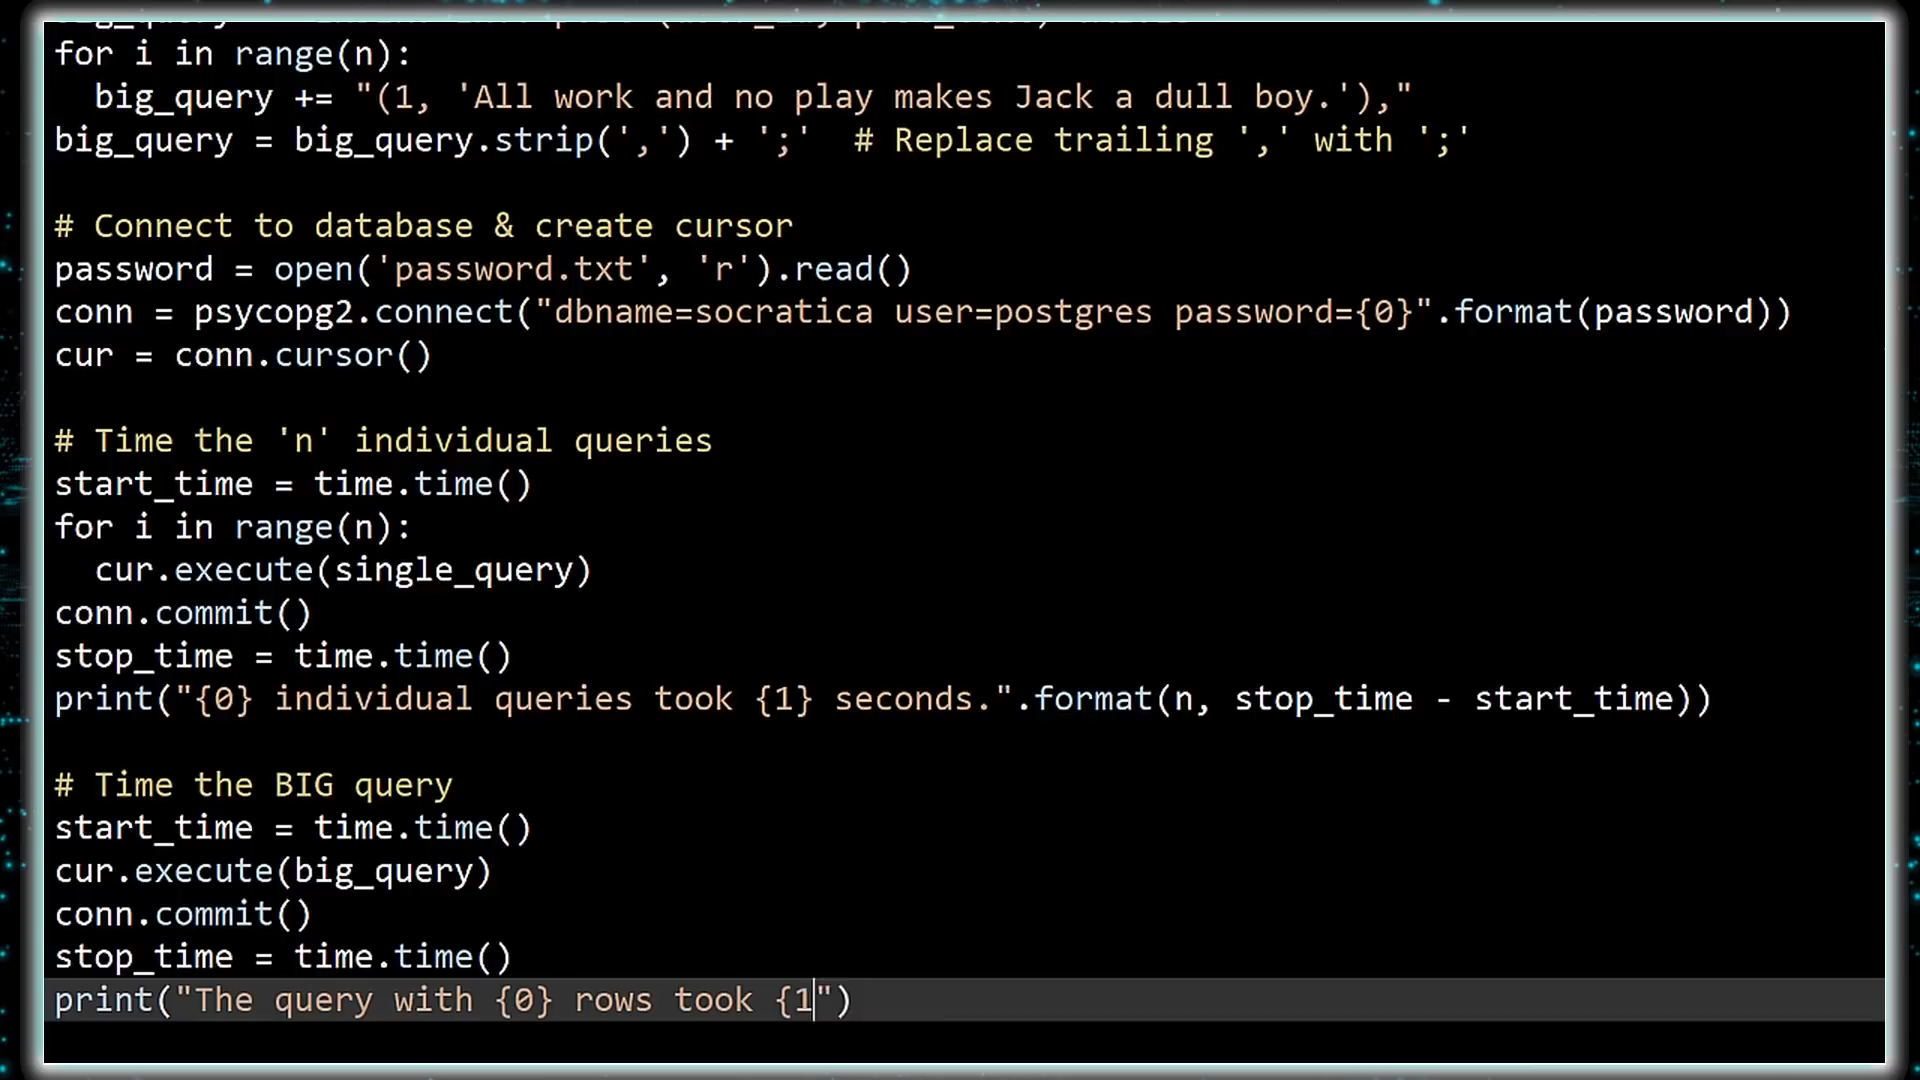 for i in range(n):
  big_query += "(1, 'All work and no play makes Jack a dull boy.'),"
big_query = big_query.strip(',') + ';'  # Replace trailing ',' with ';'

# Connect to database & create cursor
password = open('password.txt', 'r').read()
conn = psycopg2.connect("dbname=socratica user=postgres password={0}".format(password))
cur = conn.cursor()

# Time the 'n' individual queries
start_time = time.time()
for i in range(n):
  cur.execute(single_query)
conn.commit()
stop_time = time.time()
print("{0} individual queries took {1} seconds.".format(n, stop_time - start_time))

# Time the BIG query
start_time = time.time()
cur.execute(big_query)
conn.commit()
stop_time = time.time()
print("The query with {0} rows took {1")